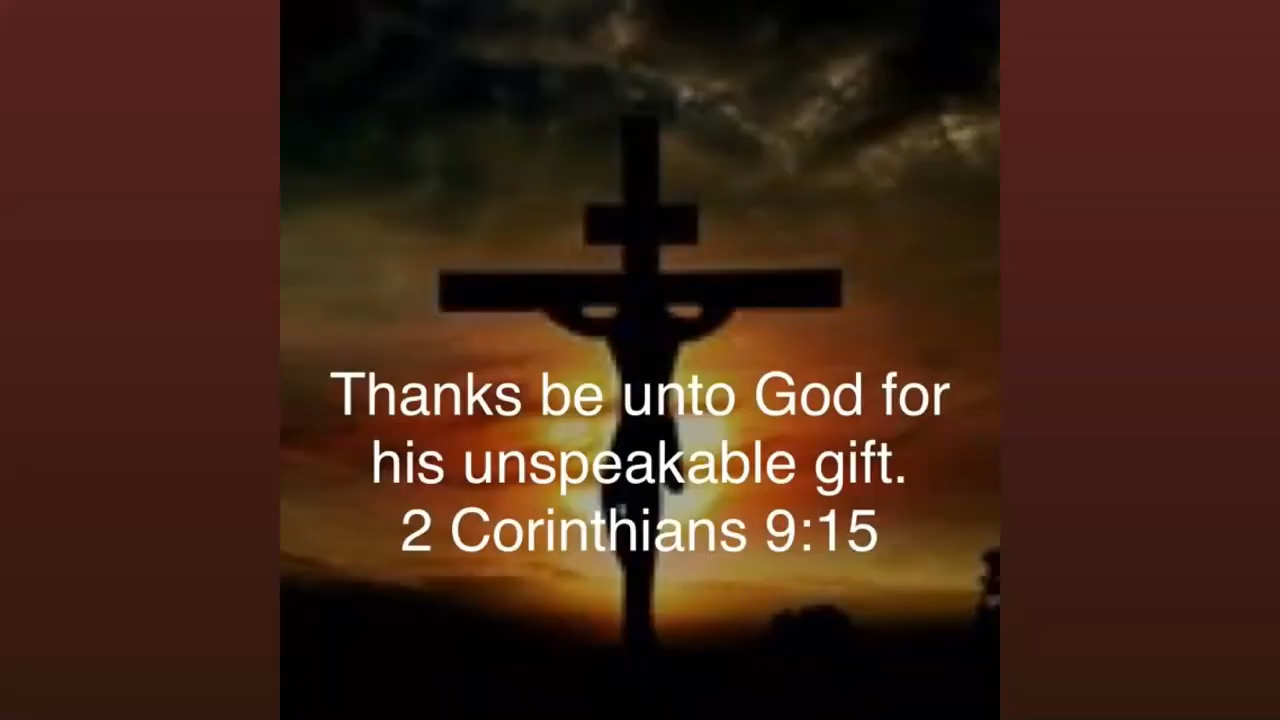 Thanks be unto God for
his unspeakable gift.
2 Corinthians 9:15